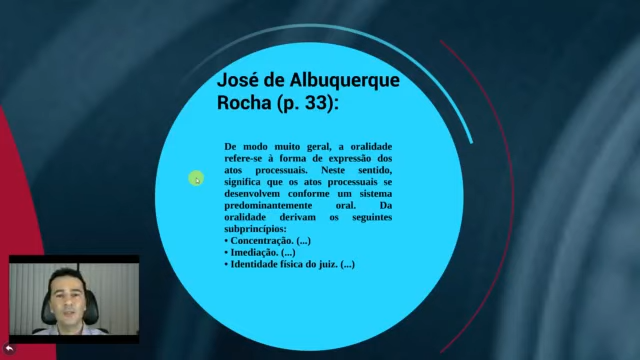 José de Albuquerque
Rocha (p. 33):
De modo muito geral, a oralidade
refere-se à forma de expressão dos
atos processuais. Neste sentido,
significa que os atos processuais se
desenvolvem conforme um sistema
predominantemente oral. Da
oralidade derivam os seguintes
subprincípios:
• Concentração. (...)
• Imediação. (...)
• Identidade física do juiz. (...)